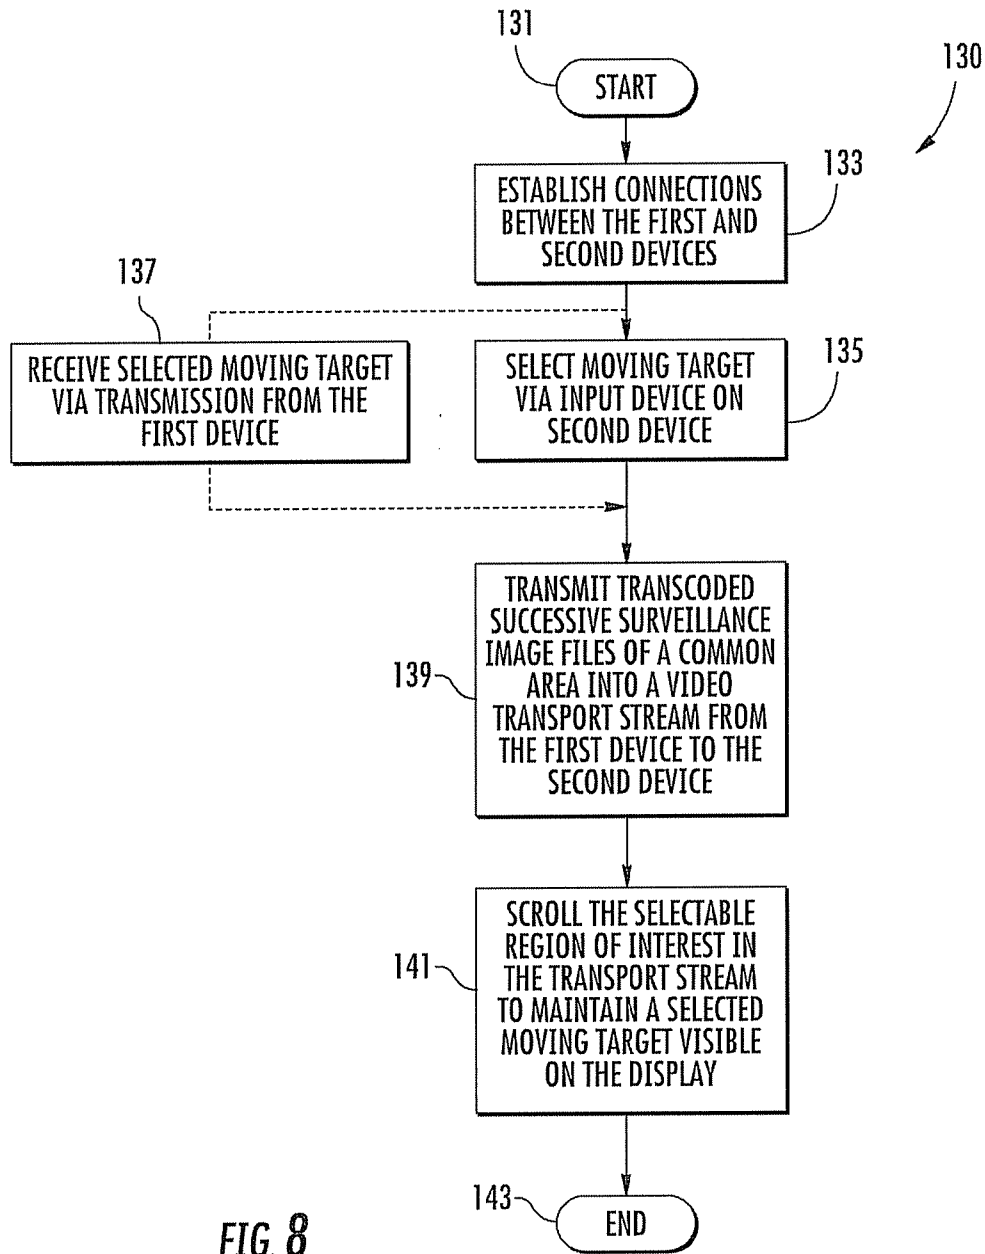 131
START
130
ESTABLISH CONNECTIONS
BETWEEN THE FIRST AND
SECOND DEVICES
133
137
RECEIVE SELECTED MOVING TARGET
VIA TRANSMISSION FROM THE
FIRST DEVICE
SELECT MOVING TARGET
VIA INPUT DEVICE ON
SECOND DEVICE
135
TRANSMIT TRANSCODED
SUCCESSIVE SURVEILLANCE
IMAGE FILES OF A COMMON
AREA INTO A VIDEO
TRANSPORT STREAM FROM
THE FIRST DEVICE TO THE
SECOND DEVICE
139
SCROLL THE SELECTABLE
REGION OF INTEREST IN
THE TRANSPORT STREAM
TO MAINTAIN A SELECTED
MOVING TARGET VISIBLE
ON THE DISPLAY
141
143
END
FIG. 8